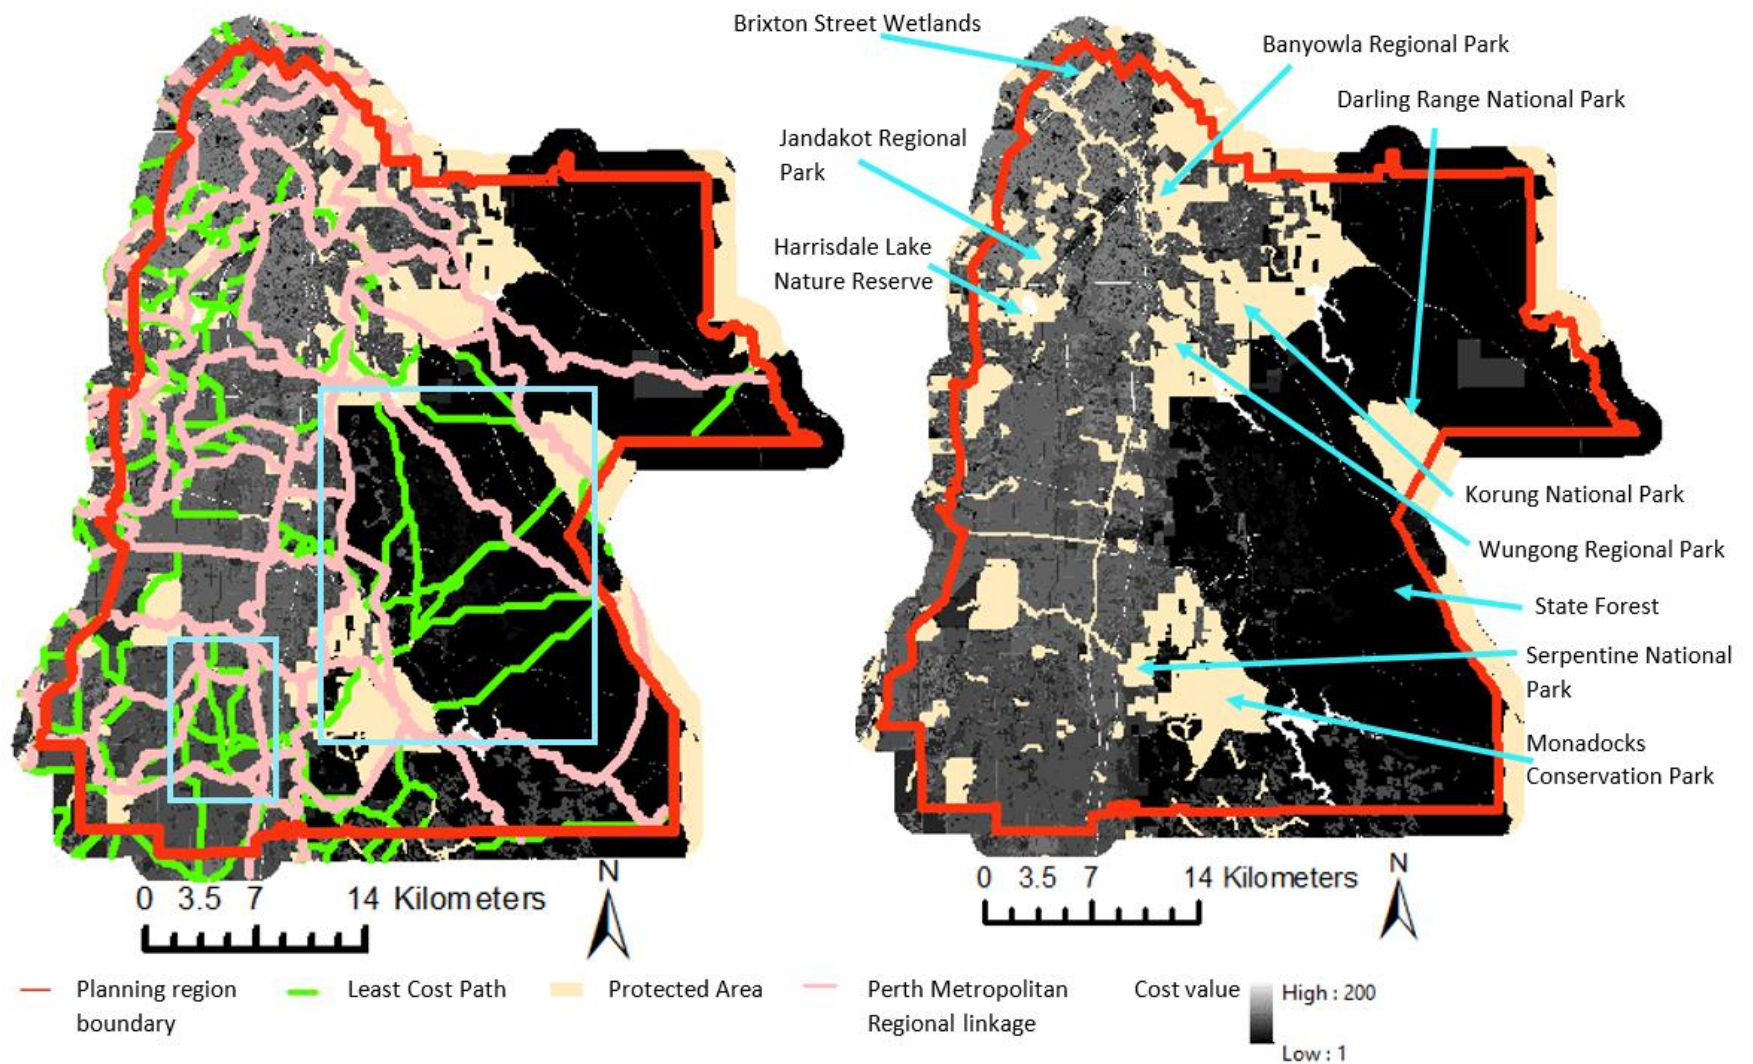 Brixton Street Wetlands
Banyowla Regional Park
Darling Range National Park
Jandakot Regional
Park
Harrisdale Lake
Nature Reserve
Korung National Park
Wungong Regional Park
State Forest
Serpentine National
Park
Monadocks
Conservation Park
N
0 3.5 7 14 Kilometers
N
0 3.5 7 14 Kilometers
Planning region
boundary
Least Cost Path
Protected Area
Perth Metropolitan
Regional linkage
Cost value
High : 200
Low : 1